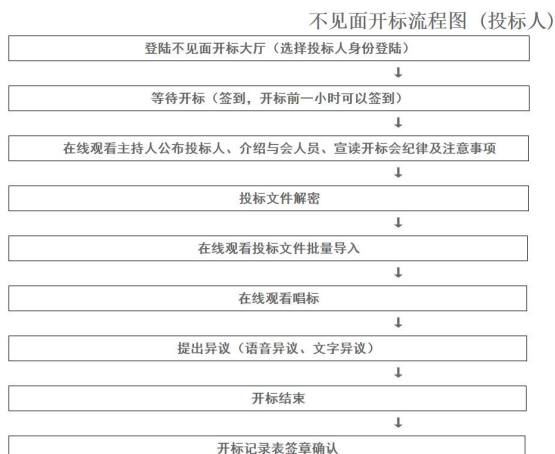 不见面开标流程图（投标人）
登陆不见面开标大厅（选择投标人身份登陆）
等待开标（签到，开标前一小时可以签到）
在线观看主持人公布投标人、介绍与会人员、宣读开标会纪律及注意事项
投标文件解密
在线观看投标文件批量导入
在线观看唱标
提出异议（语音异议、文字异议）
开标结束
开标记录表签章确认